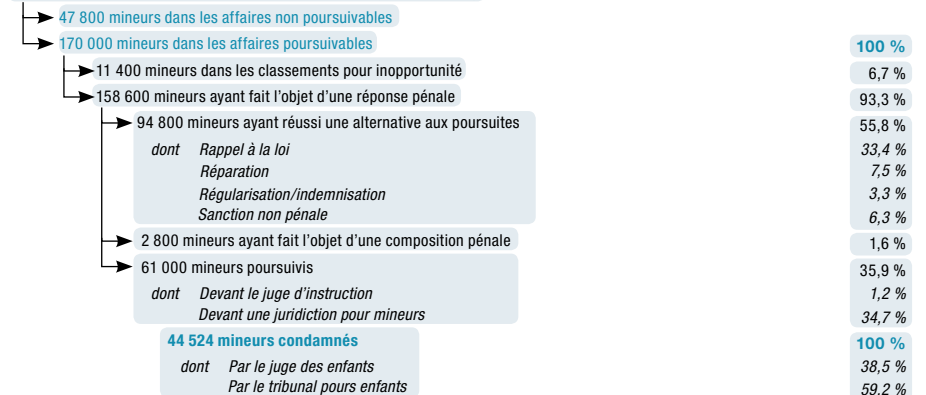 47 800 mineurs dans les affaires non poursuivables
170 000 mineurs dans les affaires poursuivables 100 %
11 400 mineurs dans les classements pour inopportunité 6,7 %
158 600 mineurs ayant fait l'objet d'une réponse pénale 93,3 %
94 800 mineurs ayant réussi une alternative aux poursuites 55,8 %
dont Rappel à la loi 33,4 %
Réparation 7,5 %
Régularisation/indemnisation 3,3 %
Sanction non pénale 6,3 %
2 800 mineurs ayant fait l'objet d'une composition pénale 1,6 %
61 000 mineurs poursuivis 35,9 %
dont Devant le juge d'instruction 1,2 %
Devant une juridiction pour mineurs 34,7 %
44 524 mineurs condamnés 100 %
dont Par le juge des enfants 38,5 %
Par le tribunal pours enfants 59,2 %